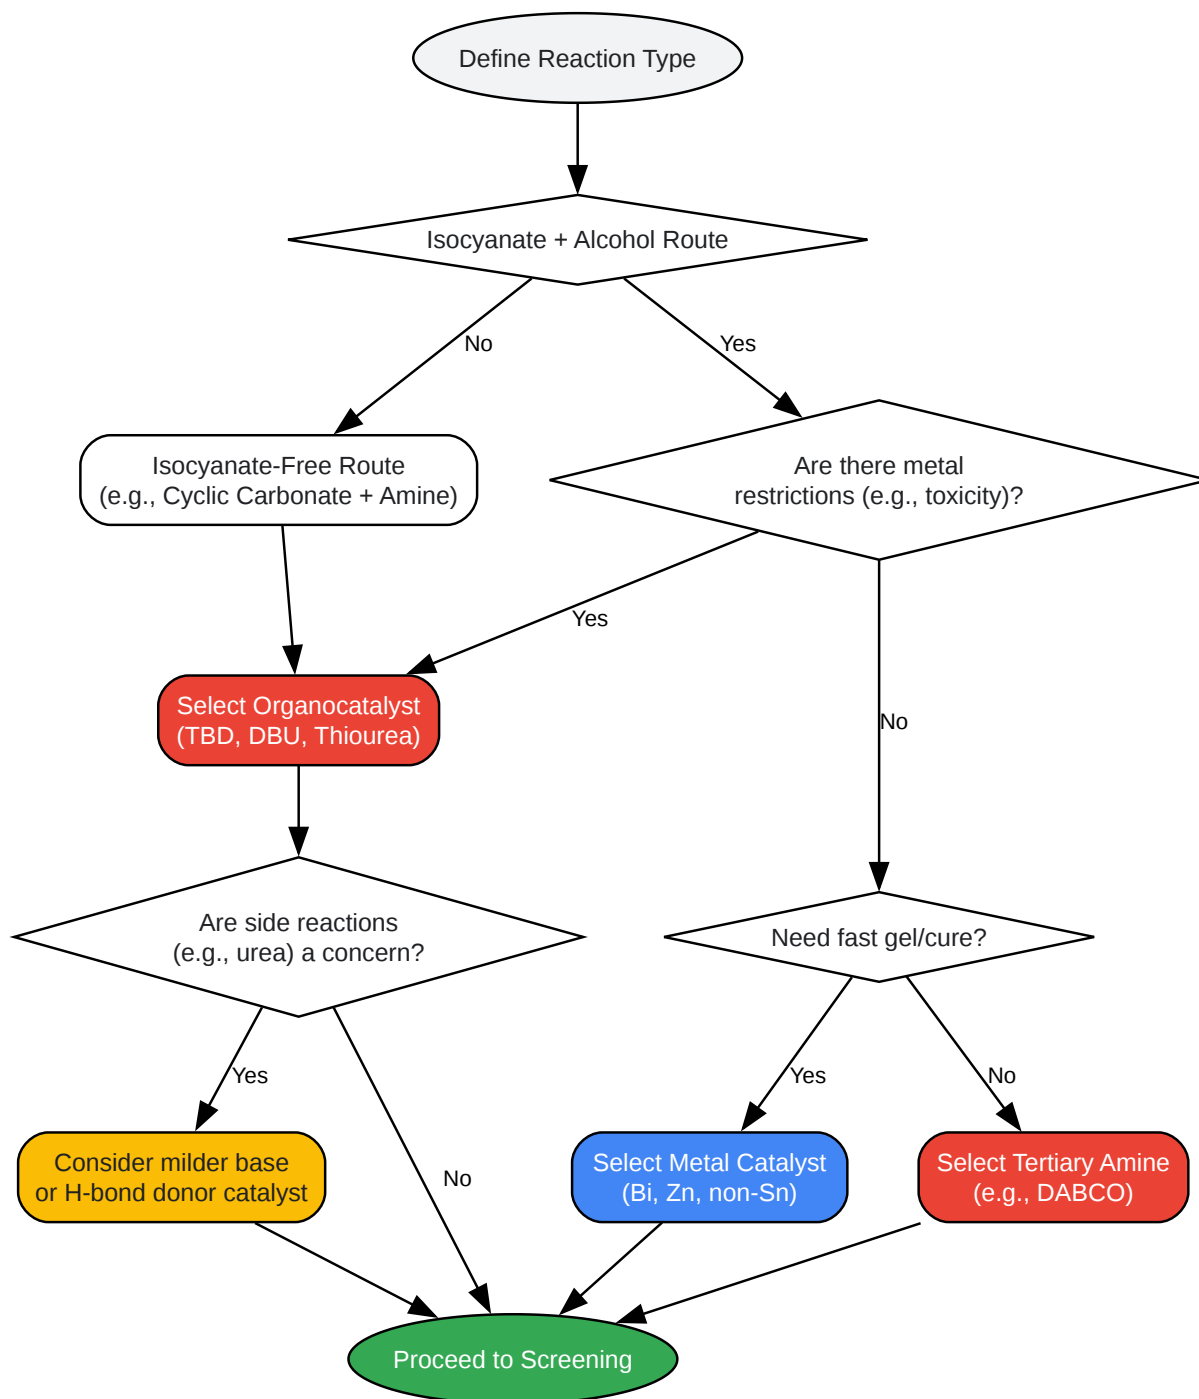 Define Reaction Type
Isocyanate + Alcohol Route
No
Yes
Isocyanate-Free Route
(e.g., Cyclic Carbonate + Amine)
Are there metal
restrictions (e.g., toxicity)?
Yes
No
Select Organocatalyst
(TBD, DBU, Thiourea)
Are side reactions
(e.g., urea) a concern?
Need fast gel/cure?
Yes
No
Yes
No
Consider milder base
or H-bond donor catalyst
Select Metal Catalyst
(Bi, Zn, non-Sn)
Select Tertiary Amine
(e.g., DABCO)
Proceed to Screening